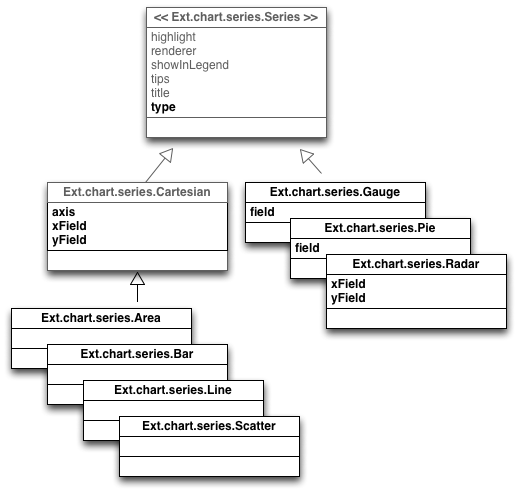 << Ext.chart.series.Series >>
highlight
renderer
showInLegend
tips
title
type
Ext.chart.series.Cartesian
axis
xField
yField
Ext.chart.series.Gauge
field
Ext.chart.series.Pie
field
Ext.chart.series.Radar
xField
yField
Ext.chart.series.Area
Ext.chart.series.Bar
Ext.chart.series.Line
Ext.chart.series.Scatter